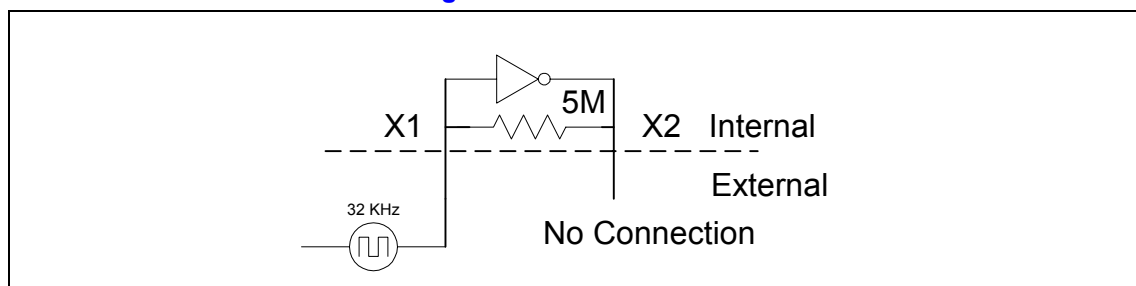 5M
X1
X2 Internal
External
32 KHz
No Connection